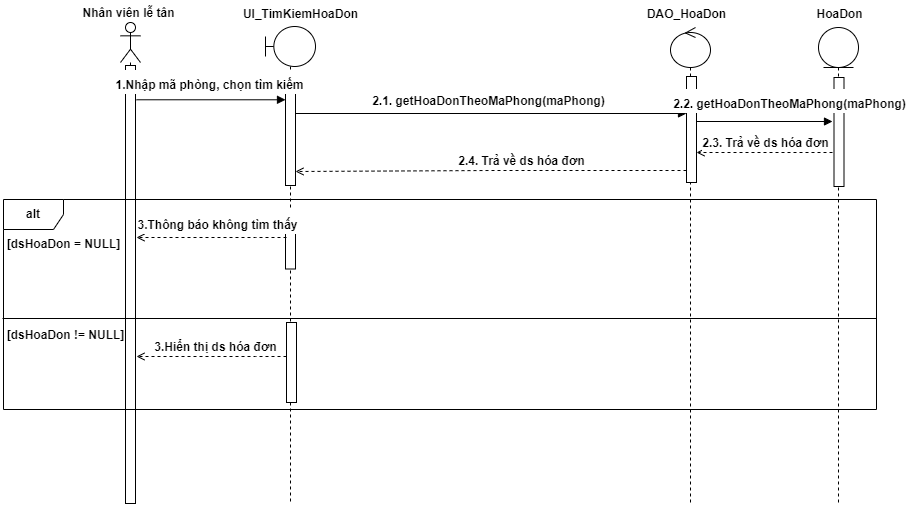 Nhân viên lễ tân
UI_TimKiemHoaDon
DAO_HoaDon
HoaDon
1.Nhập mã phòng, chọn tìm kiếm
2.1. getHoaDonTheoMaPhong(maPhong)
2.2. getHoaDonTheoMaPhong(maPhong)
2.3. Trả về ds hóa đơn
2.4. Trả về ds hóa đơn
alt
3.Thông báo không tìm thấy
[dsHoaDon = NULL]
[dsHoaDon != NULL]
3.Hiển thị ds hóa đơn